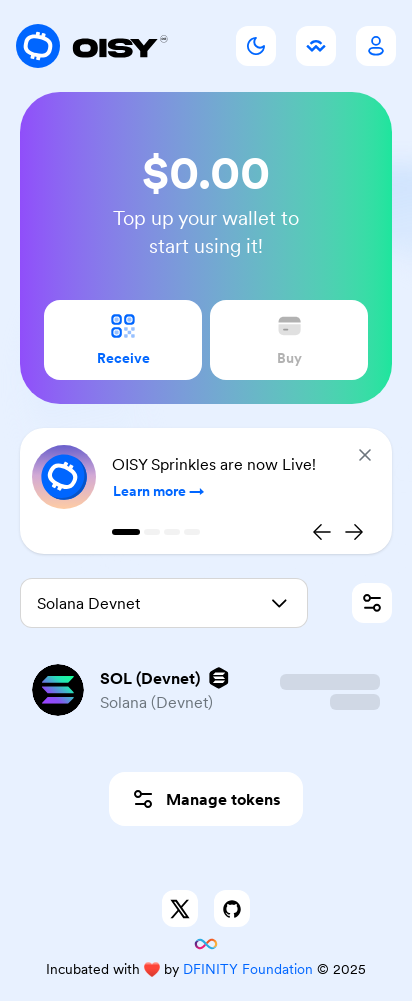 OISY
$0.00
Top up your wallet to
start using it!
Receive
Buy
OISY Sprinkles are now Live!
Learn more
Solana Devnet
SOL (Devnet)
Solana (Devnet)
Manage tokens
Incubated with ❤️ by DFINITY Foundation © 2025